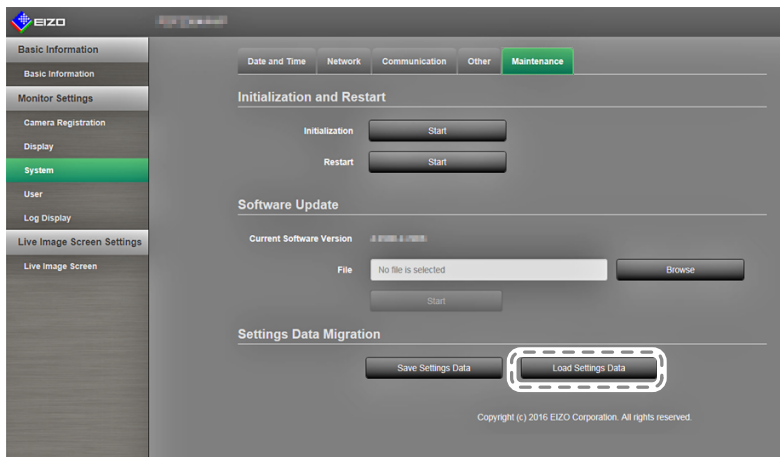 EIZO
Basic Information
Basic Information
Monitor Settings
Camera Registration
Display
System
User
Log Display
Live Image Screen Settings
Live Image Screen
Date and Time Network Communication Other Maintenance
Initialization and Restart
Initialization Start
Restart Start
Software Update
Current Software Version
File No file is selected Browse
Start
Settings Data Migration
Save Settings Data Load Settings Data
Copyright (c) 2016 EIZO Corporation. All rights reserved.